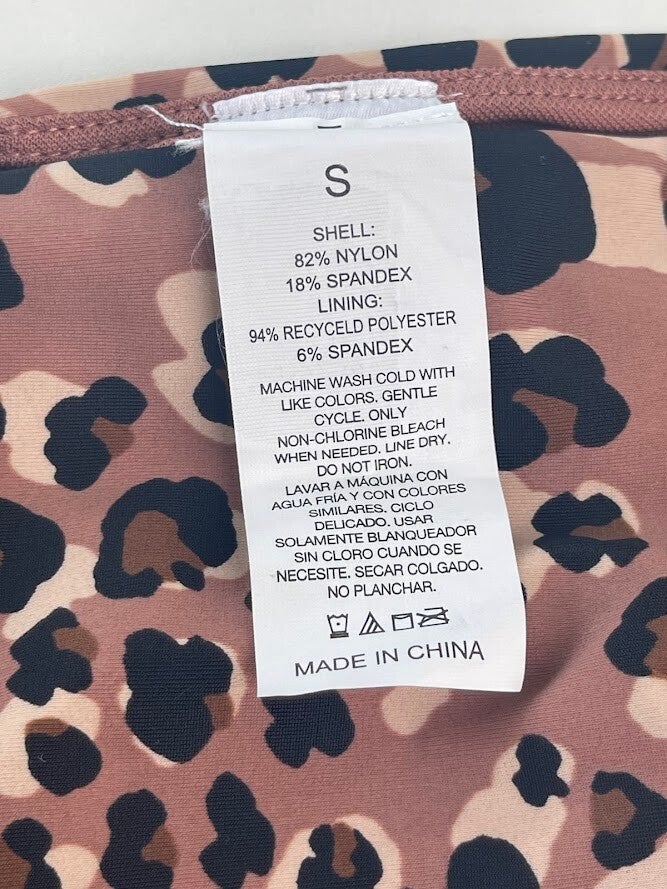 S
SHELL:
82% NYLON
18% SPANDEX
LINING:
94% RECYCELD POLYESTER
6% SPANDEX
MACHINE WASH COLD WITH
LIKE COLORS. GENTLE
CYCLE. ONLY
NON-CHLORINE BLEACH
WHEN NEEDED. LINE DRY.
DO NOT IRON.
LAVAR A MÁQUINA CON
AGUA FRÍA Y CON COLORES
SIMILARES. CICLO
DELICADO. USAR
SOLAMENTE BLANQUEADOR
SIN CLORO CUANDO SE
NECESITE. SECAR COLGADO.
NO PLANCHAR.
MADE IN CHINA